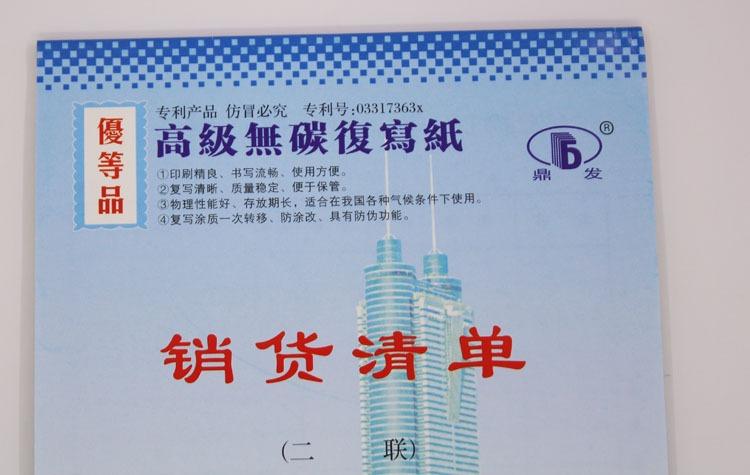 優等品
专利产品 仿冒必究 专利号:03317363x
高級無碳復寫紙
①印刷精良、书写流畅、使用方便。
②复写清晰、质量稳定、便于保管。
③物理性能好、存放期长，适合在我国各种气候条件下使用。
④复写涂质一次转移、防涂改、具有防伪功能。
®
鼎 发
销货清单
(二 联)